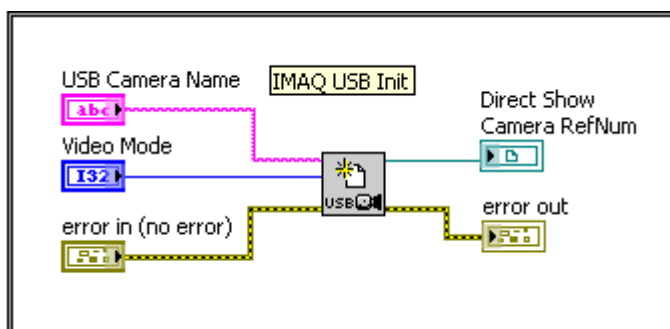 USB Camera Name
IMAQ USB Init
abc
Direct Show
Camera RefNum
Video Mode
I32
USB
error in (no error)
error out